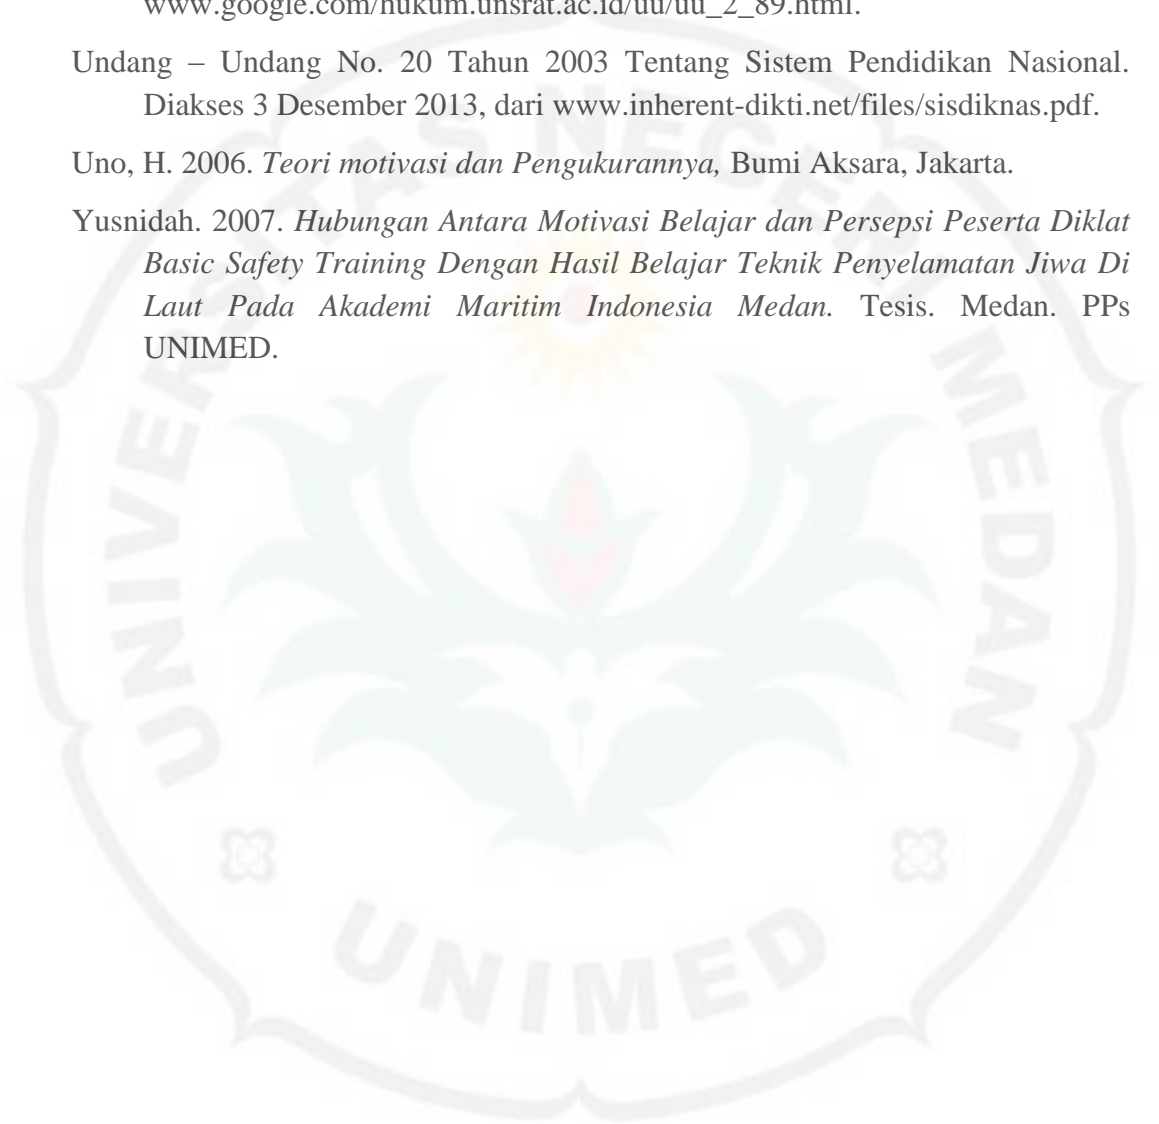 www.google.com/hukum.unsrat.ac.id/uu/uu_2_89.html.
Undang – Undang No. 20 Tahun 2003 Tentang Sistem Pendidikan Nasional.
Diakses 3 Desember 2013, dari www.inherent-dikti.net/files/sisdiknas.pdf.
Uno, H. 2006. Teori motivasi dan Pengukurannya, Bumi Aksara, Jakarta.
Yusnidah. 2007. Hubungan Antara Motivasi Belajar dan Persepsi Peserta Diklat
Basic Safety Training Dengan Hasil Belajar Teknik Penyelamatan Jiwa Di
Laut Pada Akademi Maritim Indonesia Medan. Tesis. Medan. PPs
UNIMED.
UNIVERSITAS NEGERI MEDAN
UNIMED